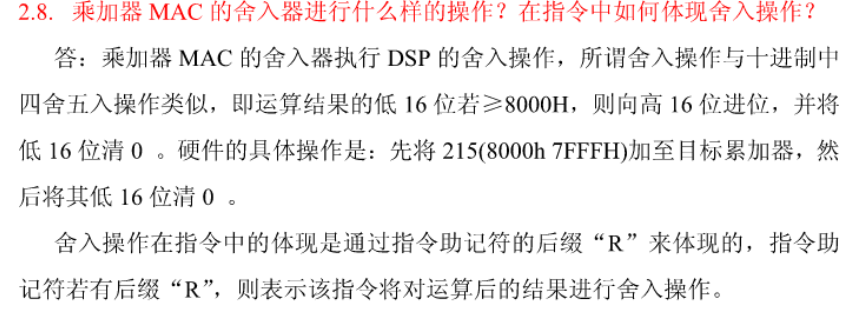 2.8. 乘加器 MAC 的舍入器进行什么样的操作？在指令中如何体现舍入操作？
答：乘加器 MAC 的舍入器执行 DSP 的舍入操作，所谓舍入操作与十进制中
四舍五入操作类似，即运算结果的低 16 位若≥8000H，则向高 16 位进位，并将
低 16 位清 0 。硬件的具体操作是：先将 215(8000h 7FFFH)加至目标累加器，然
后将其低 16 位清 0 。
舍入操作在指令中的体现是通过指令助记符的后缀“R”来体现的，指令助
记符若有后缀“R”，则表示该指令将对运算后的结果进行舍入操作。